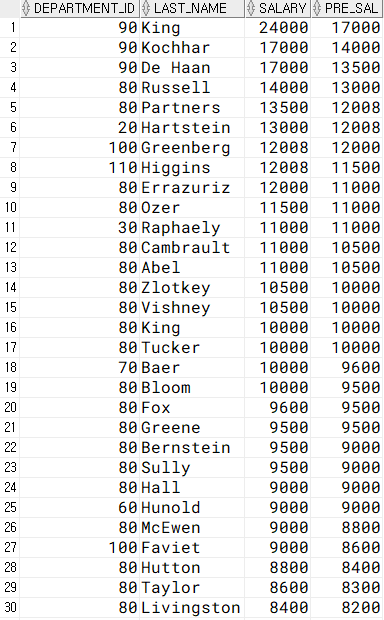 DEPARTMENT_ID LAST_NAME SALARY PRE_SAL
1 90 King 24000 17000
2 90 Kochhar 17000 14000
3 90 De Haan 17000 13500
4 80 Russell 14000 13000
5 80 Partners 13500 12008
6 20 Hartstein 13000 12008
7 100 Greenberg 12008 12000
8 110 Higgins 12008 11500
9 80 Errazuriz 12000 11000
10 80 Ozer 11500 11000
11 30 Raphaely 11000 11000
12 80 Cambrault 11000 10500
13 80 Abel 11000 10500
14 80 Zlotkey 10500 10000
15 80 Vishney 10500 10000
16 80 King 10000 10000
17 80 Tucker 10000 10000
18 70 Baer 10000 9600
19 80 Bloom 10000 9500
20 80 Fox 9600 9500
21 80 Greene 9500 9500
22 80 Bernstein 9500 9000
23 80 Sully 9500 9000
24 80 Hall 9000 9000
25 60 Hunold 9000 9000
26 80 McEwen 9000 8800
27 100 Faviet 9000 8600
28 80 Hutton 8800 8400
29 80 Taylor 8600 8300
30 80 Livingston 8400 8200